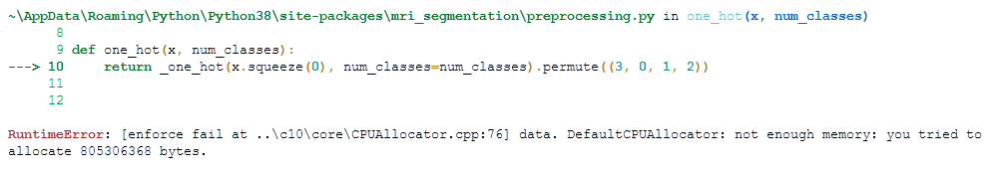 ~\AppData\Roaming\Python\Python38\site-packages\mri_segmentation\preprocessing.py in one_hot(x, num_classes)
      8
      9 def one_hot(x, num_classes):
---> 10     return _one_hot(x.squeeze(0), num_classes=num_classes).permute((3, 0, 1, 2))
     11
     12
RuntimeError: [enforce fail at ..\c10\core\CPUAllocator.cpp:76] data. DefaultCPUAllocator: not enough memory: you tried to
allocate 805306368 bytes.